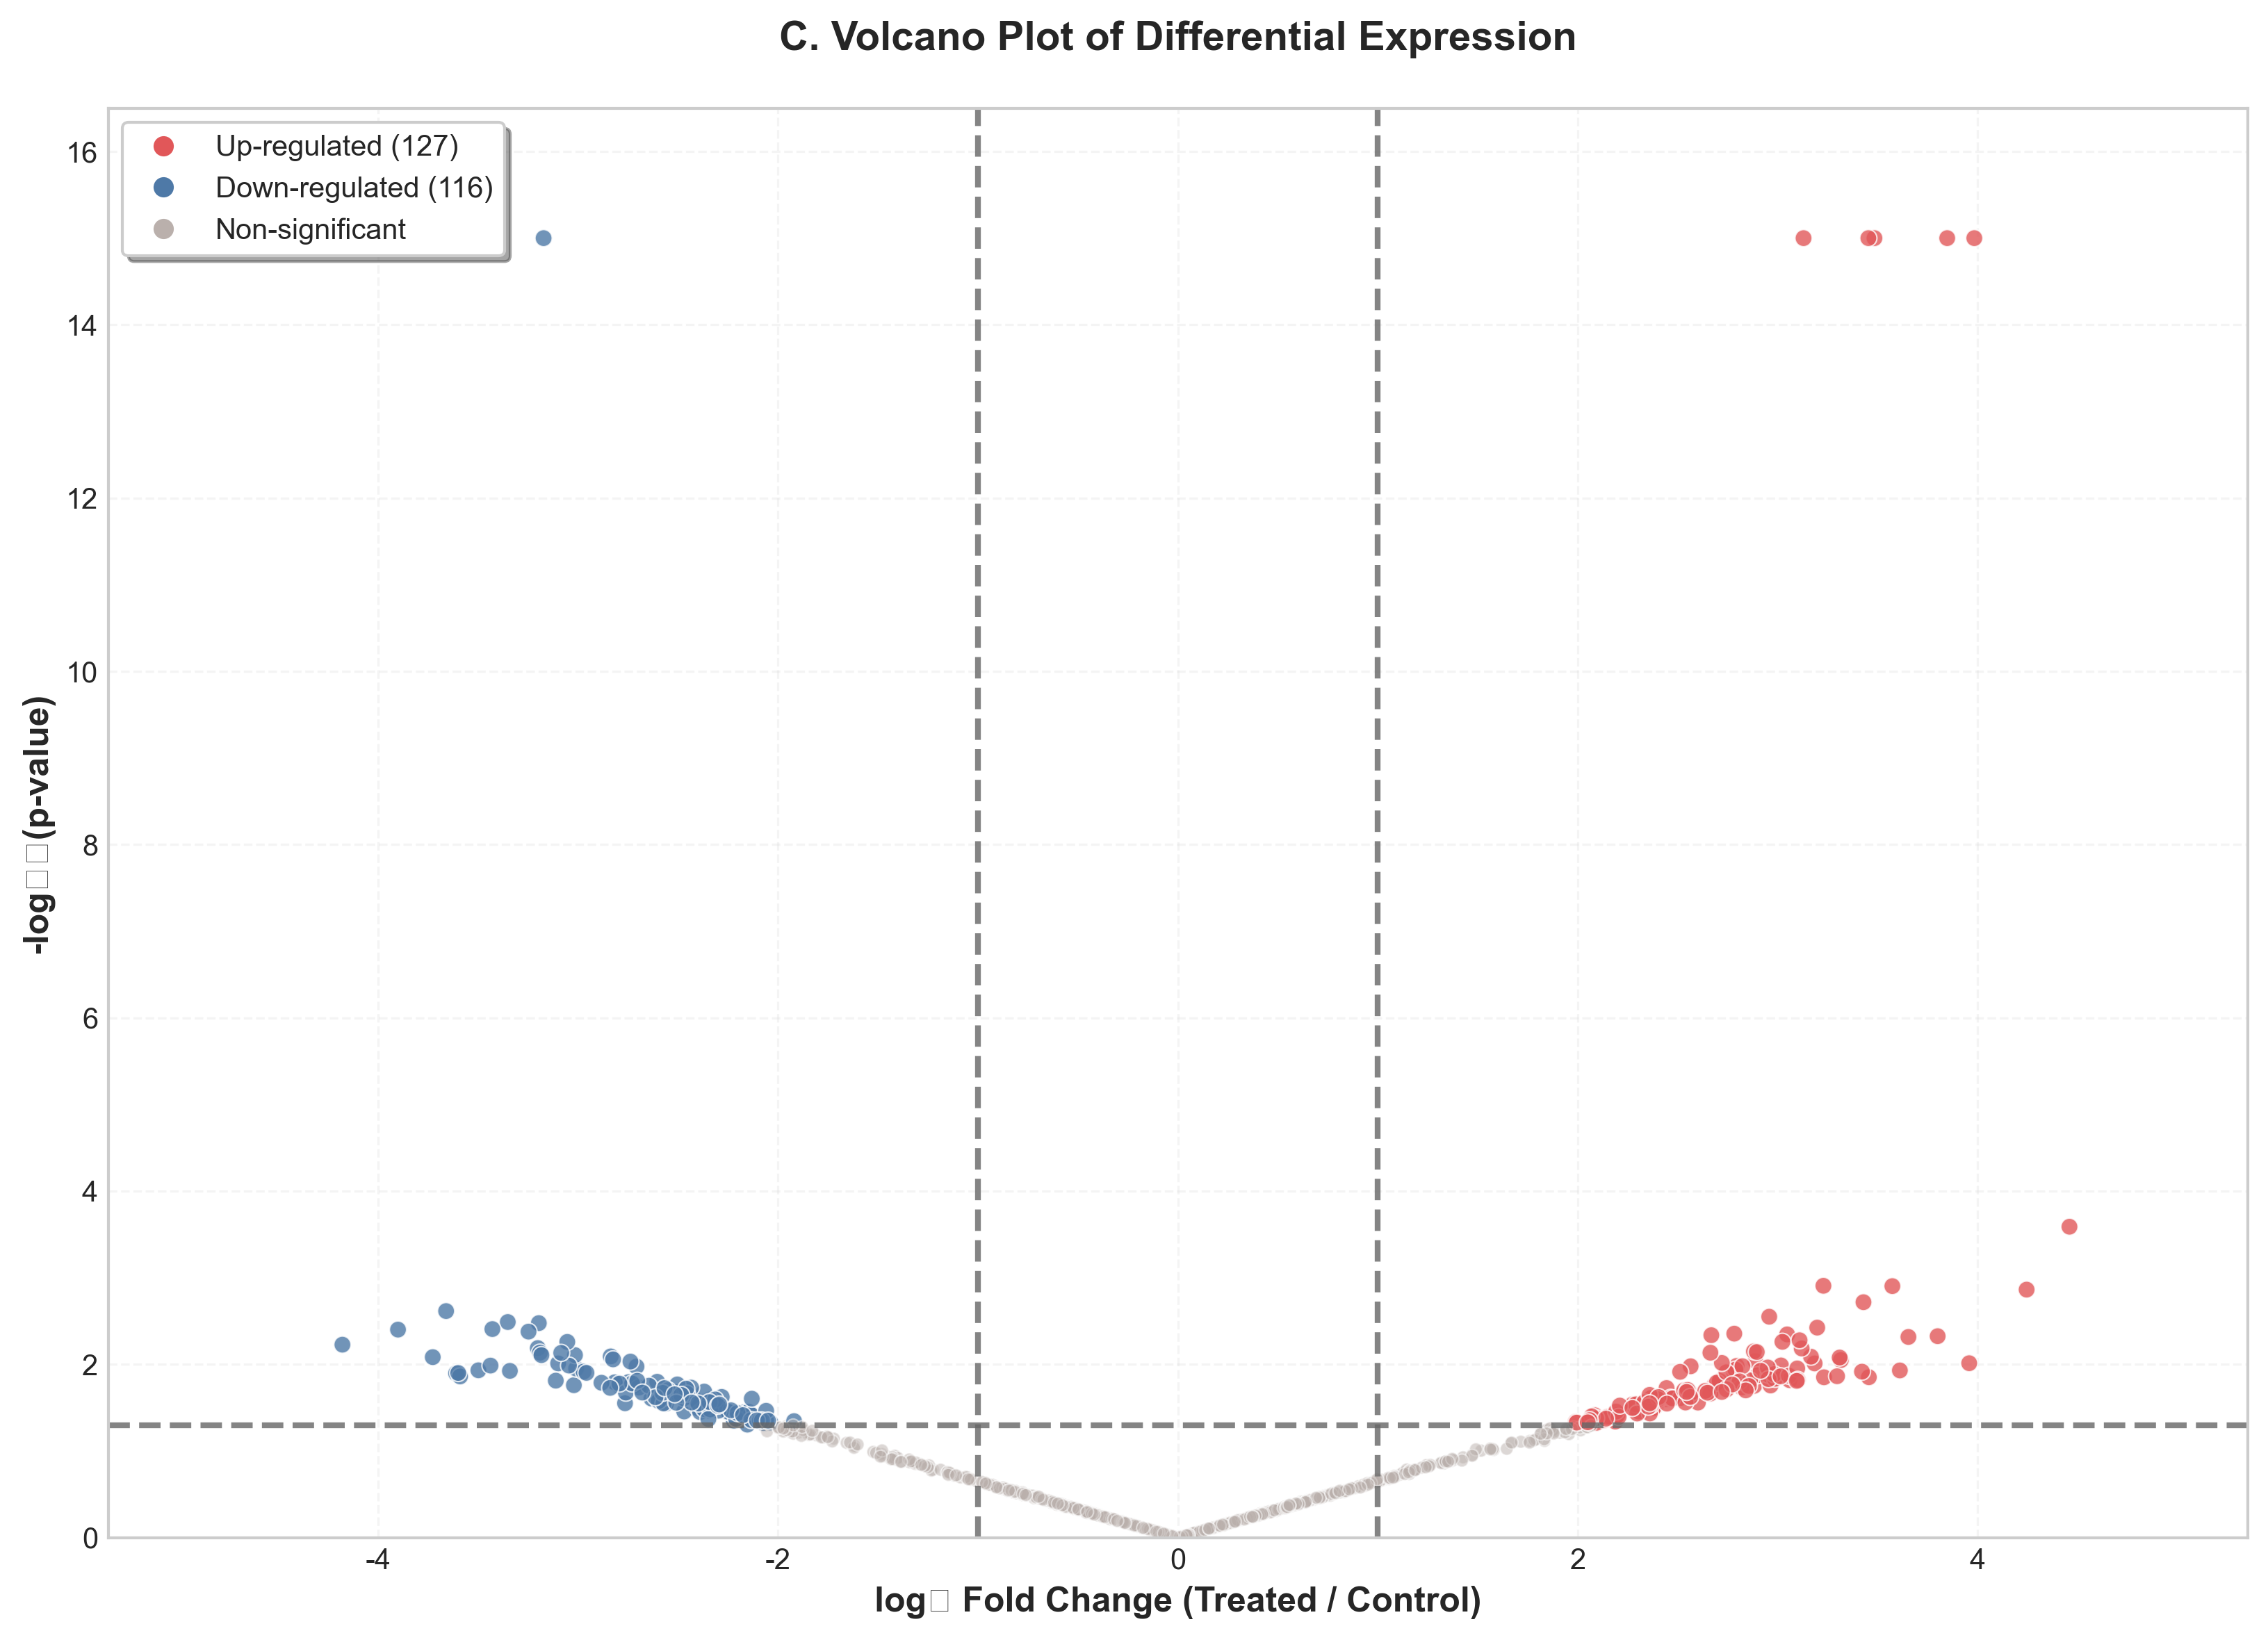 C. Volcano Plot of Differential Expression
Up-regulated (127)
Down-regulated (116)
Non-significant
16
14
12
10
8
6
4
2
0
-log□□(p-value)
-4
-2
0
2
4
log□ Fold Change (Treated / Control)